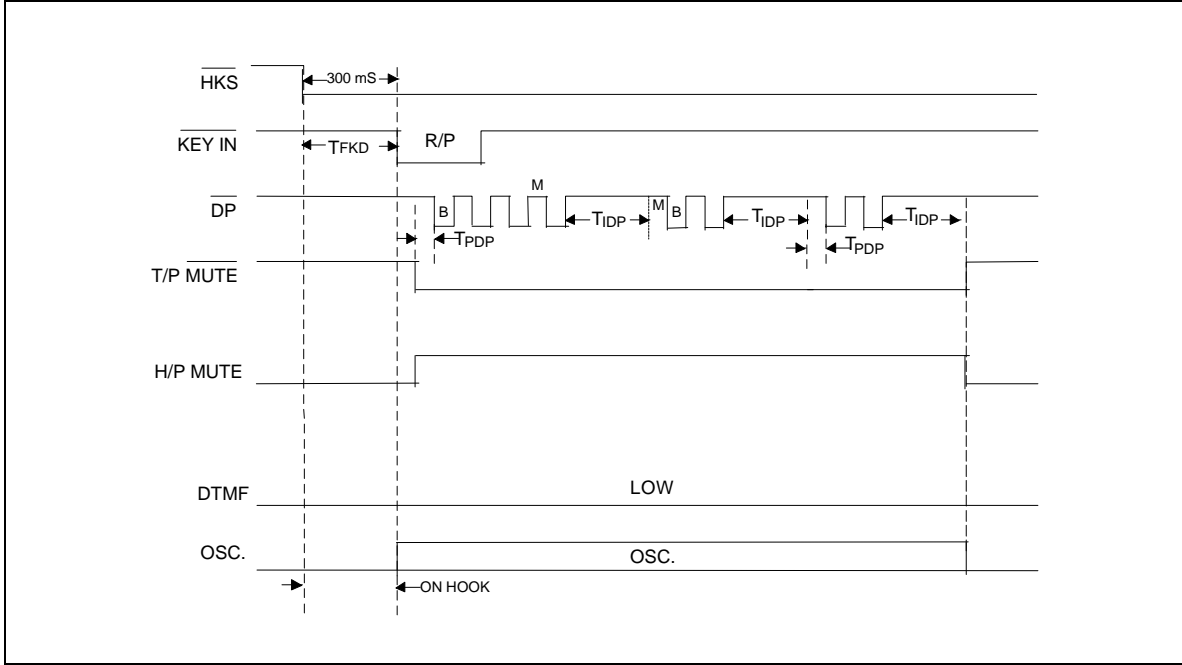 HKS
300 mS
KEY IN
TFKD
R/P
DP
B
M
TIDP
M
B
TIDP
TIDP
TPDP
TPDP
T/P MUTE
H/P MUTE
DTMF
LOW
OSC.
OSC.
ON HOOK